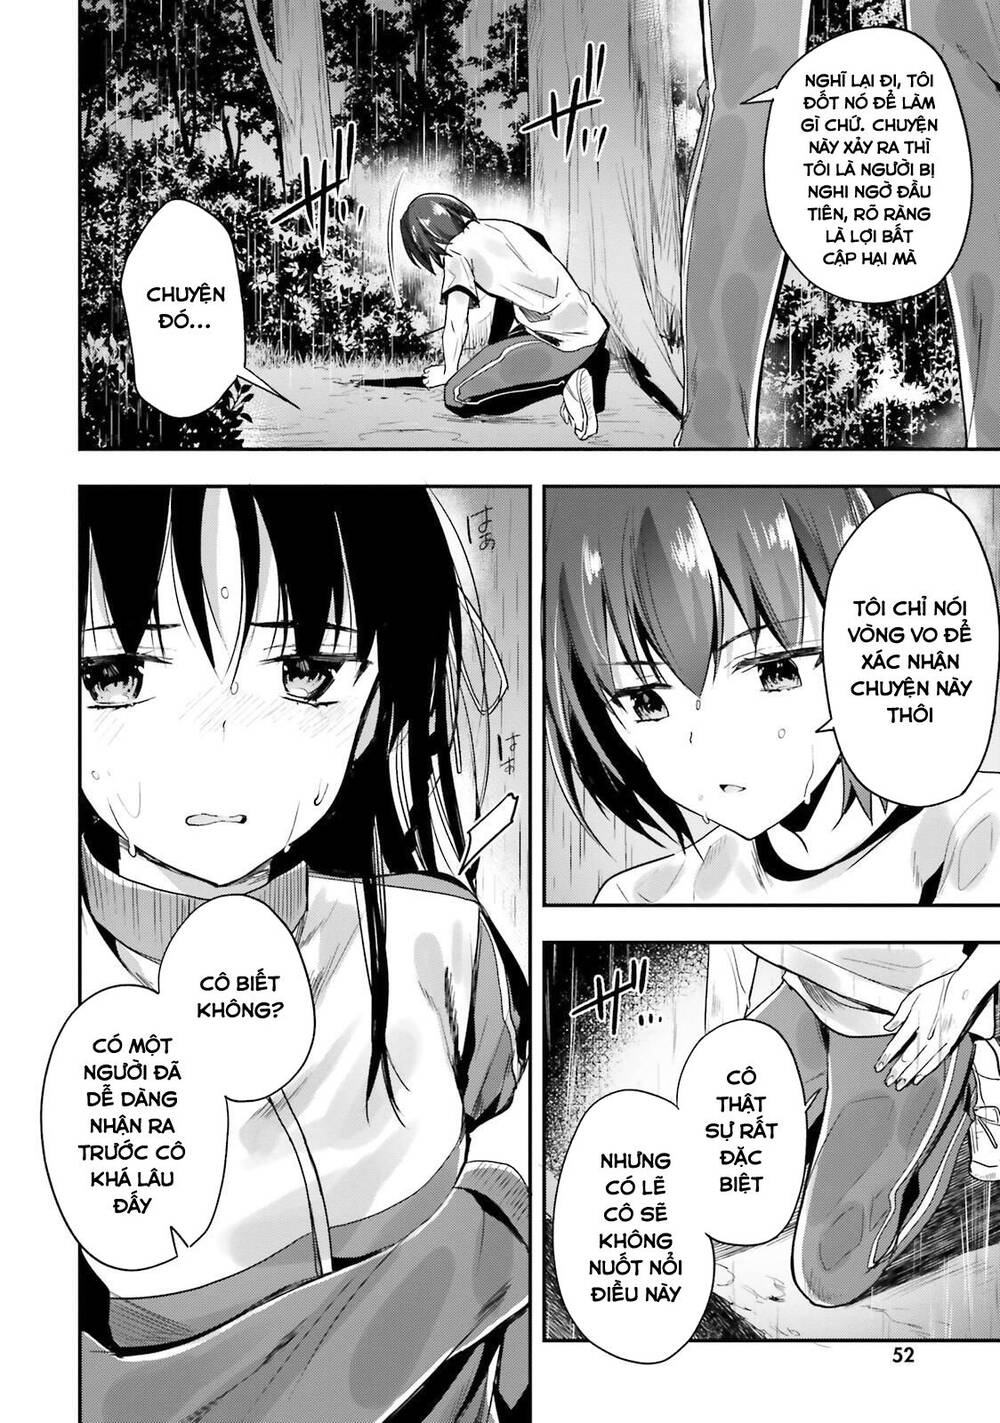 NGHĨ LẠI ĐI, TÔI
ĐỐT NÓ ĐỂ LÀM
GÌ CHỨ. CHUYỆN
NÀY XẢY RA THÌ
TÔI LÀ NGƯỜI BỊ
NGHI NGỜ ĐẦU
TIÊN, RÕ RÀNG
LÀ LỢI BẤT
CẬP HẠI MÀ
CHUYỆN
ĐÓ...
TÔI CHỈ NÓI
VÒNG VO ĐỂ
XÁC NHẬN
CHUYỆN NÀY
THÔI
CÔ
THẬT
SỰ RẤT
ĐẶC
BIỆT
NHƯNG
CÓ LẼ
CÔ SẼ
KHÔNG
NUỐT NỔI
ĐIỀU NÀY
はぁ
はぁ
CÔ BIẾT
KHÔNG?
CÓ MỘT
NGƯỜI ĐÃ
DỄ DÀNG
NHẬN RA
TRƯỚC CÔ
KHÁ LÂU
ĐẤY
52